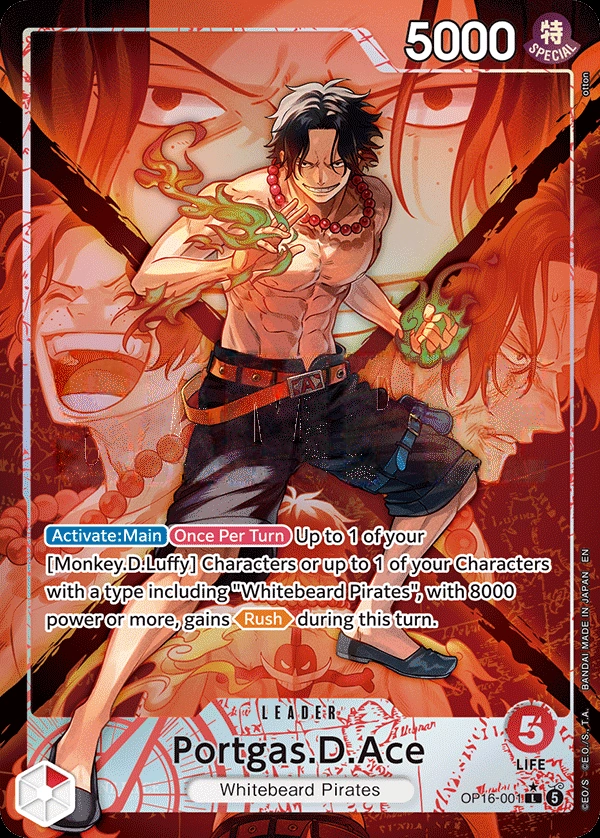 5000
特
SPECIAL
otton
Activate:Main Once Per Turn Up to 1 of your
[Monkey.D.Luffy] Characters or up to 1 of your Characters
with a type including "Whitebeard Pirates", with 8000
power or more, gains Rush during this turn.
LEADER
Portgas.D.Ace
Whitebeard Pirates
5
LIFE
OP16-001 L 5
©E.O/S ©E.O./S.,T.A. BANDAI MADE IN JAPAN EN